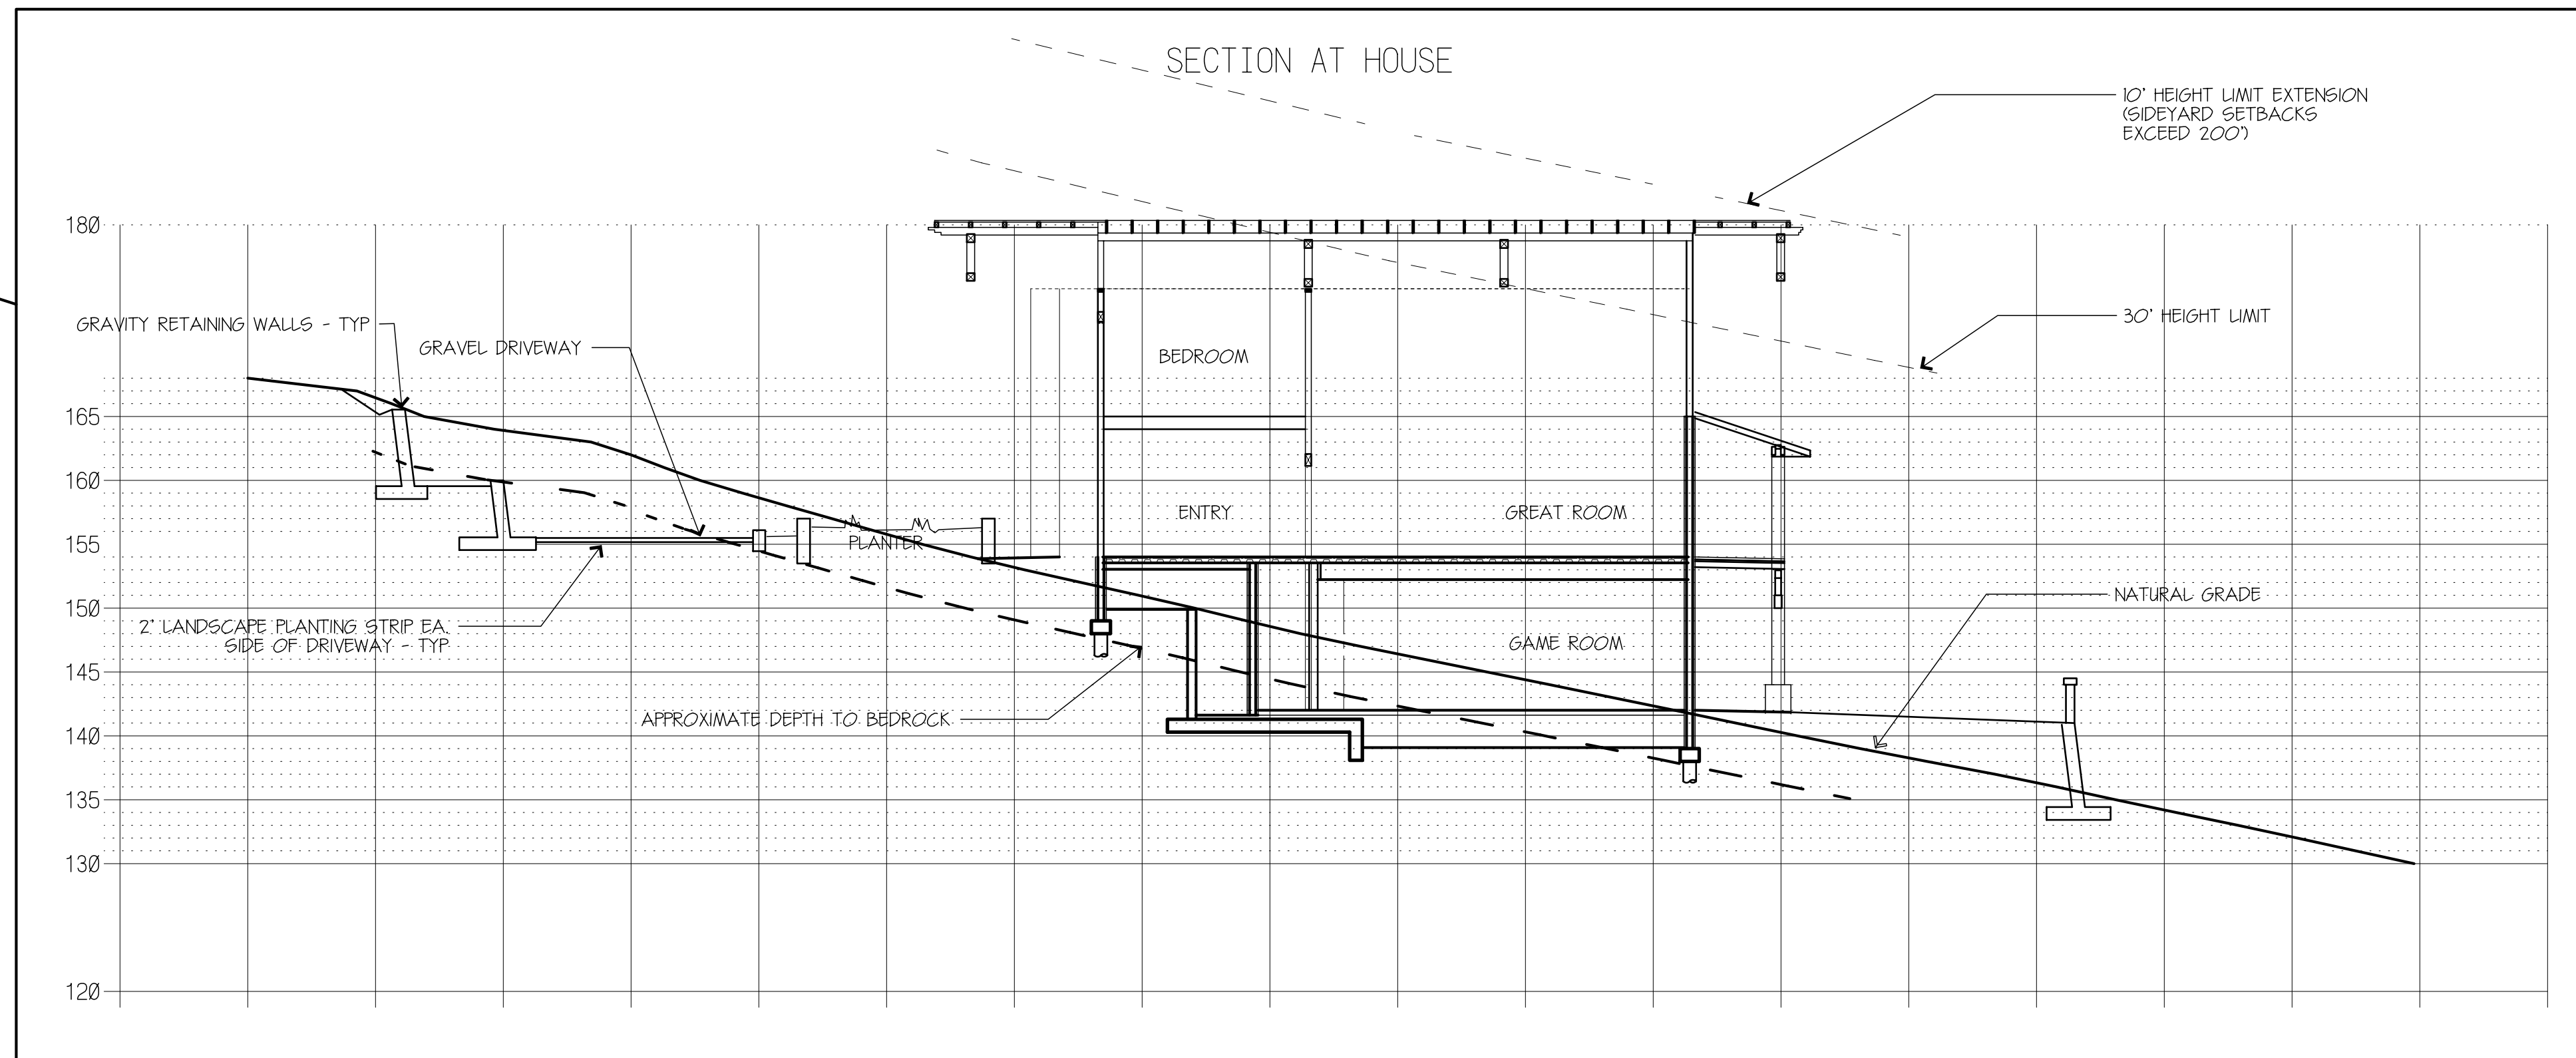 SECTION AT HOUSE
10' HEIGHT LIMIT EXTENSION
(SIDEYARD SETBACKS
EXCEED 200')
180
GRAVITY RETAINING WALLS - TYP
GRAVEL DRIVEWAY
30' HEIGHT LIMIT
BEDROOM
165
160
ENTRY
GREAT ROOM
155
PLANTER
NATURAL GRADE
150
2' LANDSCAPE PLANTING STRIP EA.
SIDE OF DRIVEWAY - TYP
GAME ROOM
145
APPROXIMATE DEPTH TO BEDROCK
140
135
130
120